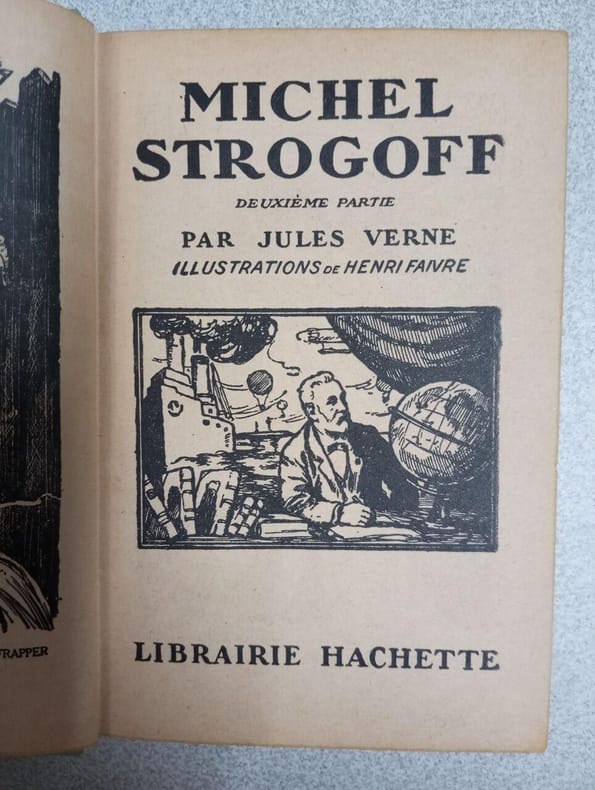 FRAPPER
MICHEL
STROGOFF
DEUXIÈME PARTIE
PAR JULES VERNE
ILLUSTRATIONS DE HENRI FAIVRE
LIBRAIRIE HACHETTE